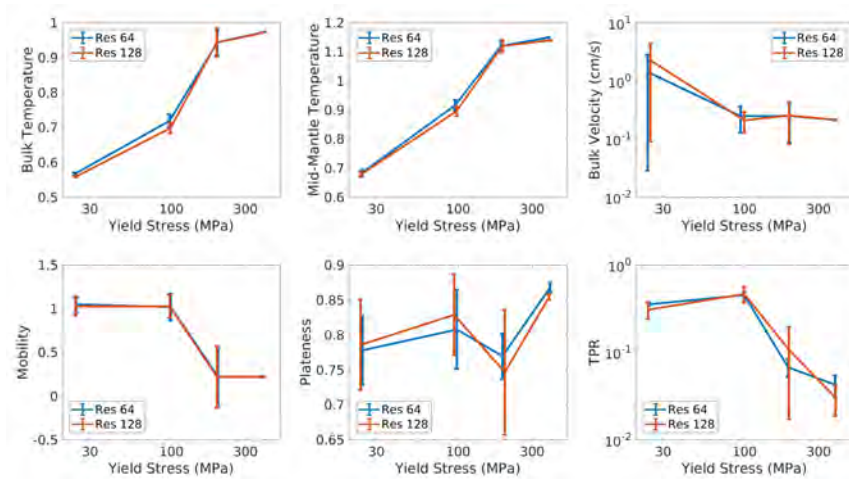 Bulk Temperature
1
0.9
0.8
0.7
0.6
0.5
Res 64
Res 128
30 100 300
Yield Stress (MPa)
Mid-Mantle Temperature
1.2
1.1
1
0.9
0.8
0.7
0.6
Res 64
Res 128
30 100 300
Yield Stress (MPa)
Bulk Velocity (cm/s)
10^1
10^0
10^-1
10^-2
Res 64
Res 128
30 100 300
Yield Stress (MPa)
Mobility
1.5
1
0.5
0
-0.5
Res 64
Res 128
30 100 300
Yield Stress (MPa)
Plateness
0.9
0.85
0.8
0.75
0.7
0.65
Res 64
Res 128
30 100 300
Yield Stress (MPa)
TPR
10^0
10^-1
10^-2
Res 64
Res 128
30 100 300
Yield Stress (MPa)